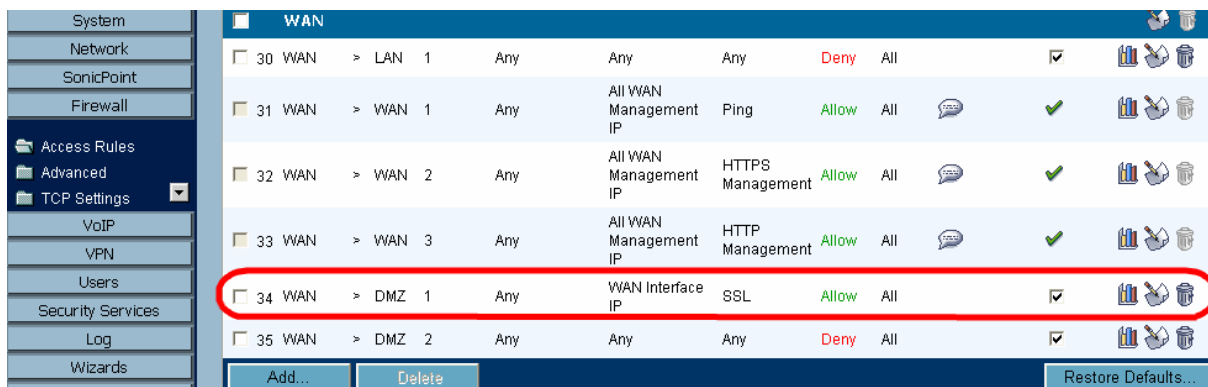 System
Network
SonicPoint
Firewall
Access Rules
Advanced
TCP Settings
VoIP
VPN
Users
Security Services
Log
Wizards
WAN
30 WAN > LAN 1 Any Any Any Deny All
31 WAN > WAN 1 Any All WAN Management IP Ping Allow All
32 WAN > WAN 2 Any All WAN Management IP HTTPS Management Allow All
33 WAN > WAN 3 Any All WAN Management IP HTTP Management Allow All
34 WAN > DMZ 1 Any WAN Interface IP SSL Allow All
35 WAN > DMZ 2 Any Any Any Deny All
Add... Delete Restore Defaults...